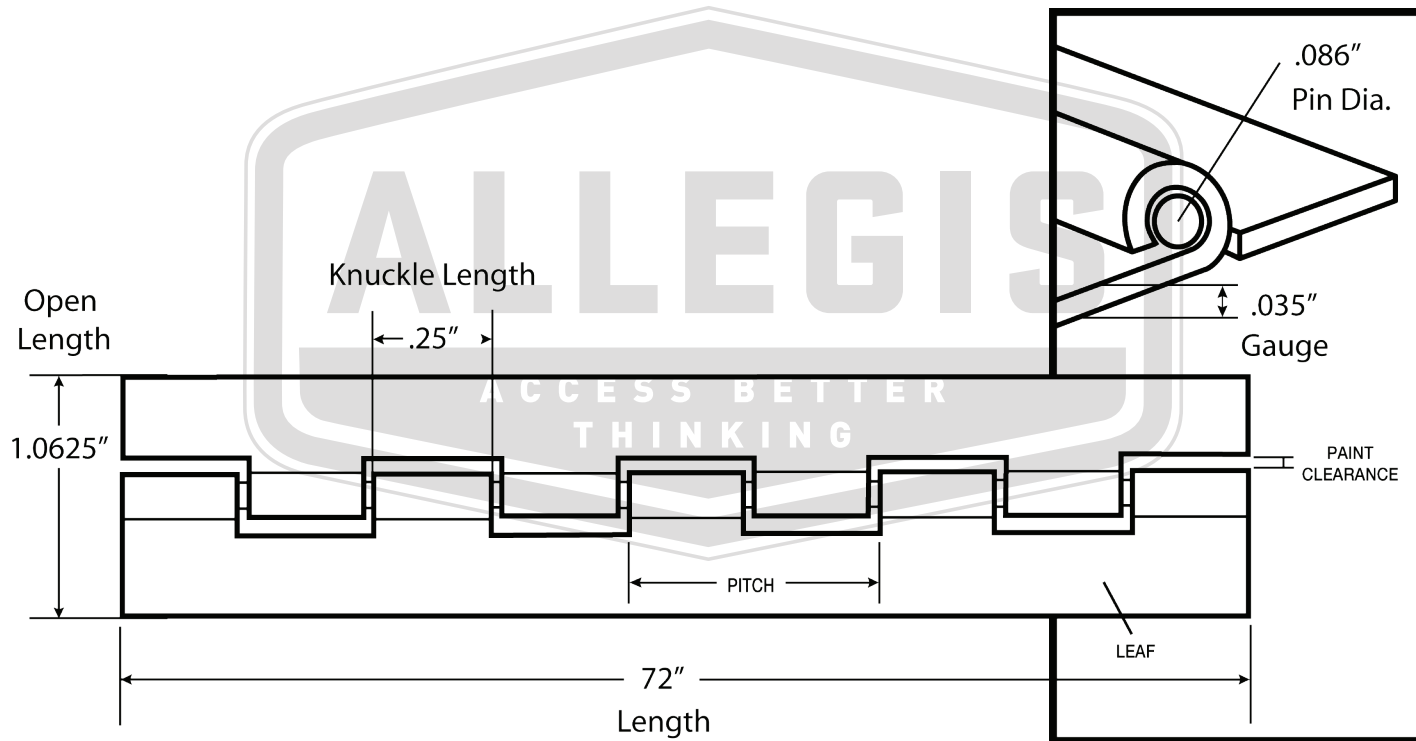 .086”
Pin Dia.
ALLEGIS
Knuckle Length
Open
Length
.25”
.035”
Gauge
ACCESS BETTER
THINKING
1.0625”
PAINT
CLEARANCE
PITCH
LEAF
72”
Length